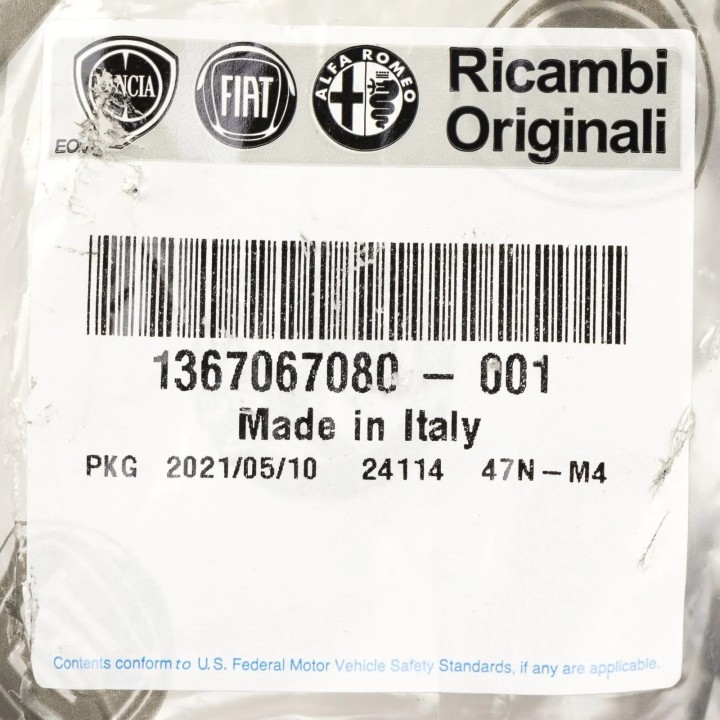 LANCIA FIAT ALFA ROMEO
Ricambi
Originali
1367067080 - 001
Made in Italy
PKG 2021/05/10 24114 47N-M4
Contents conform to U.S. Federal Motor Vehicle Safety Standards, if any are applicable.